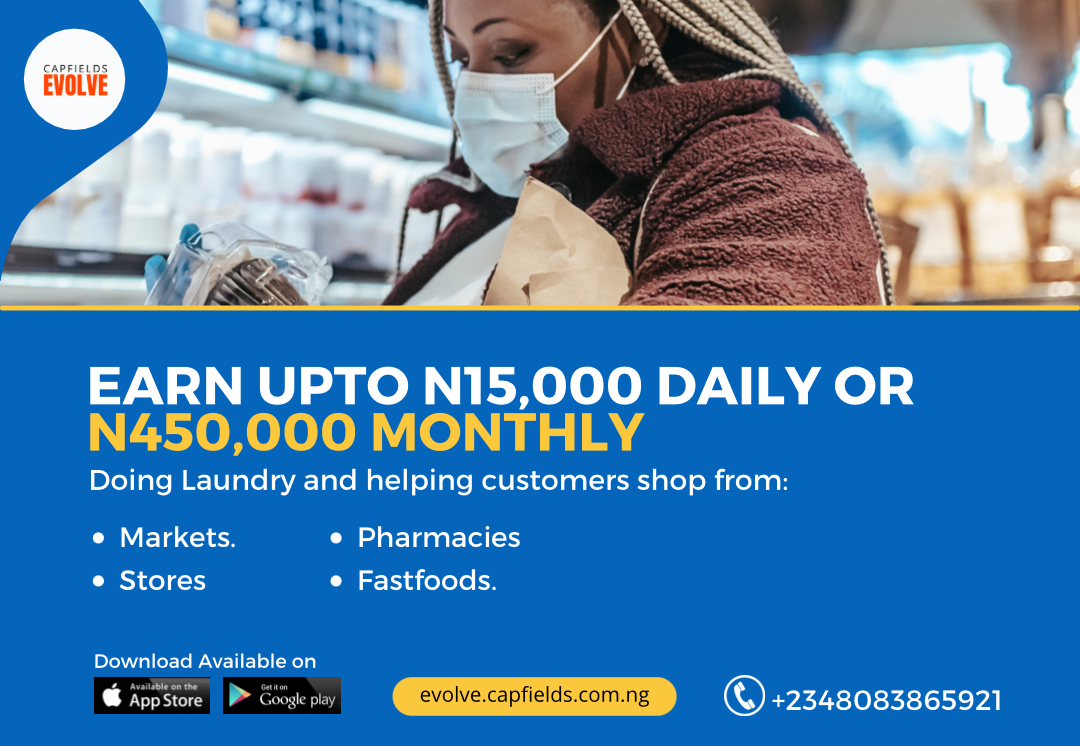 CAPFIELDS
EVOLVE
EARN UPTO N15,000 DAILY OR
N450,000 MONTHLY
Doing Laundry and helping customers shop from:
Markets.
Stores
Pharmacies
Fastfoods.
Download Available on
Available on the
App Store
Get it on
Google play
evolve.capfields.com.ng
+2348083865921